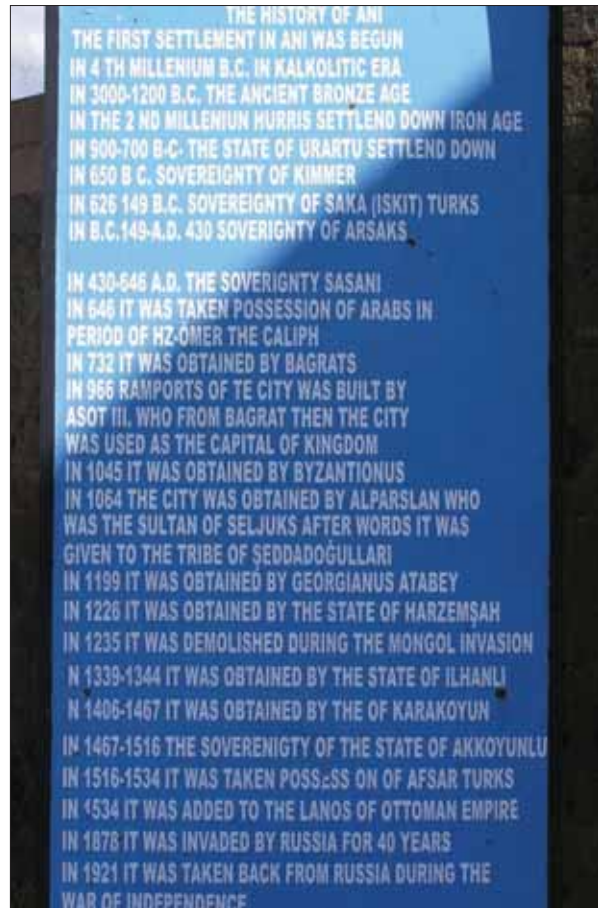 THE HISTORY OF ANI
THE FIRST SETTLEMENT IN ANI WAS BEGUN
IN 4 TH MILLENIUM B.C. IN KALKOLITIC ERA
IN 3000-1200 B.C. THE ANCIENT BRONZE AGE
IN THE 2 ND MILLENIUN HURRIS SETTLEND DOWN IRON AGE
IN 900-700 B-C- THE STATE OF URARTU SETTLEND DOWN
IN 650 B C. SOVEREIGNTY OF KIMMER
IN 626 149 B.C. SOVEREIGNTY OF SAKA (ISKIT) TURKS
IN B.C.149-A.D. 430 SOVERIGNTY OF ARSAKS
IN 430-646 A.D. THE SOVERIGNTY SASANI
IN 646 IT WAS TAKEN POSSESSION OF ARABS IN
PERIOD OF HZ-ÖMER THE CALIPH
IN 732 IT WAS OBTAINED BY BAGRATS
IN 966 RAMPORTS OF TE CITY WAS BUILT BY
ASOT III. WHO FROM BAGRAT THEN THE CITY
WAS USED AS THE CAPITAL OF KINGDOM
IN 1045 IT WAS OBTAINED BY BYZANTIONUS
IN 1064 THE CITY WAS OBTAINED BY ALPARSLAN WHO
WAS THE SULTAN OF SELJUKS AFTER WORDS IT WAS
GIVEN TO THE TRIBE OF ŞEDDADOĞULLARI
IN 1199 IT WAS OBTAINED BY GEORGIANUS ATABEY
IN 1226 IT WAS OBTAINED BY THE STATE OF HARZEMŞAH
IN 1235 IT WAS DEMOLISHED DURING THE MONGOL INVASION
N 1339-1344 IT WAS OBTAINED BY THE STATE OF ILHANLI
N 1406-1467 IT WAS OBTAINED BY THE OF KARAKOYUN
IN 1467-1516 THE SOVERENIGTY OF THE STATE OF AKKOYUNLU
IN 1516-1534 IT WAS TAKEN POSSESS ON OF AFSAR TURKS
IN 1534 IT WAS ADDED TO THE LANOS OF OTTOMAN EMPIRE
IN 1878 IT WAS INVADED BY RUSSIA FOR 40 YEARS
IN 1921 IT WAS TAKEN BACK FROM RUSSIA DURING THE
WAR OF INDEPENDENCE